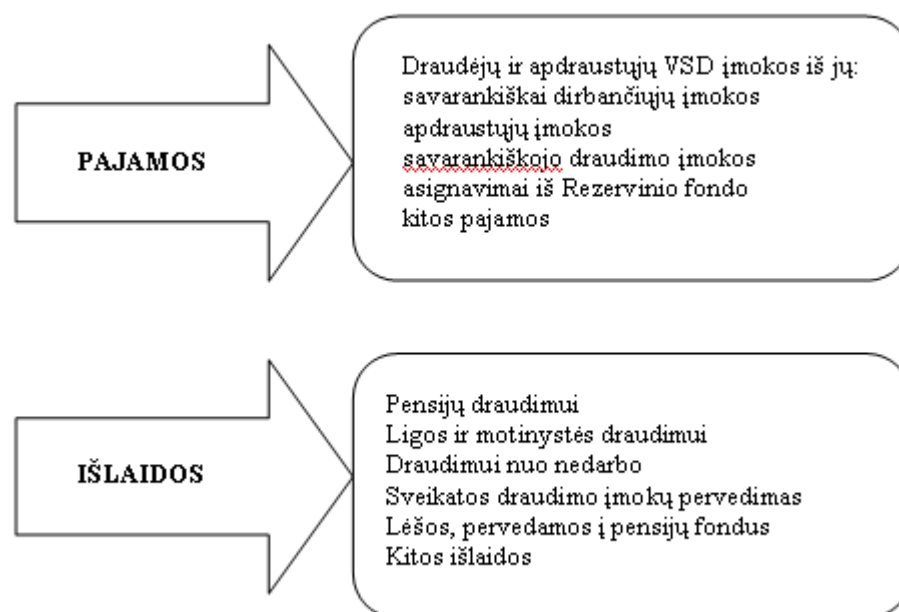 PAJAMOS
Draudėjų ir apdraustųjų VSD įmokos iš jų:
savarankiškai dirbančiųjų įmokos
apdraustųjų įmokos
savarankiškojo draudimo įmokos
asignavimai iš Rezervinio fondo
kitos pajamos
IŠLAIDOS
Pensijų draudimui
Ligos ir motinystės draudimui
Draudimui nuo nedarbo
Sveikatos draudimo įmokų pervedimas
Lėšos, pervedamos į pensijų fondus
Kitos išlaidos